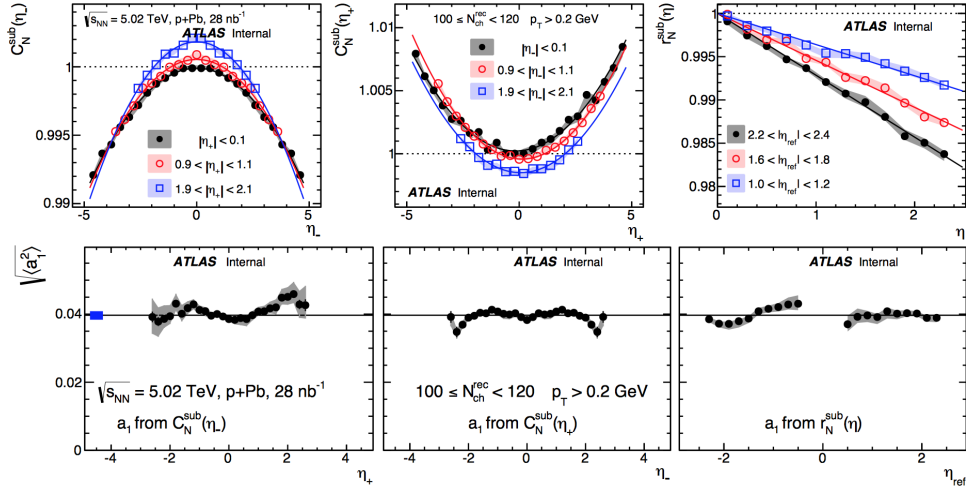 C_N^sub(η_-)
√s_NN = 5.02 TeV, p+Pb, 28 nb⁻¹
ATLAS Internal
1
0.995
0.99
|η_+| < 0.1
0.9 < |η_+| < 1.1
1.9 < |η_+| < 2.1
-5 0 5
η_-
C_N^sub(η_+)
100 ≤ N_ch^rec < 120 p_T > 0.2 GeV
1.01
1.005
1
|η_-| < 0.1
0.9 < |η_-| < 1.1
1.9 < |η_-| < 2.1
ATLAS Internal
-5 0 5
η_+
r_N^sub(η)
ATLAS Internal
1
0.995
0.99
0.985
0.98
2.2 < |η_ref| < 2.4
1.6 < |η_ref| < 1.8
1.0 < |η_ref| < 1.2
0 1 2
η
√⟨a_1^2⟩
ATLAS Internal
0.04
0.02
0
√s_NN = 5.02 TeV, p+Pb, 28 nb⁻¹
a_1 from C_N^sub(η_-)
-4 -2 0 2 4
η_+
ATLAS Internal
100 ≤ N_ch^rec < 120 p_T > 0.2 GeV
a_1 from C_N^sub(η_+)
-4 -2 0 2 4
η_-
ATLAS Internal
a_1 from r_N^sub(η)
-2 0 2
η_ref